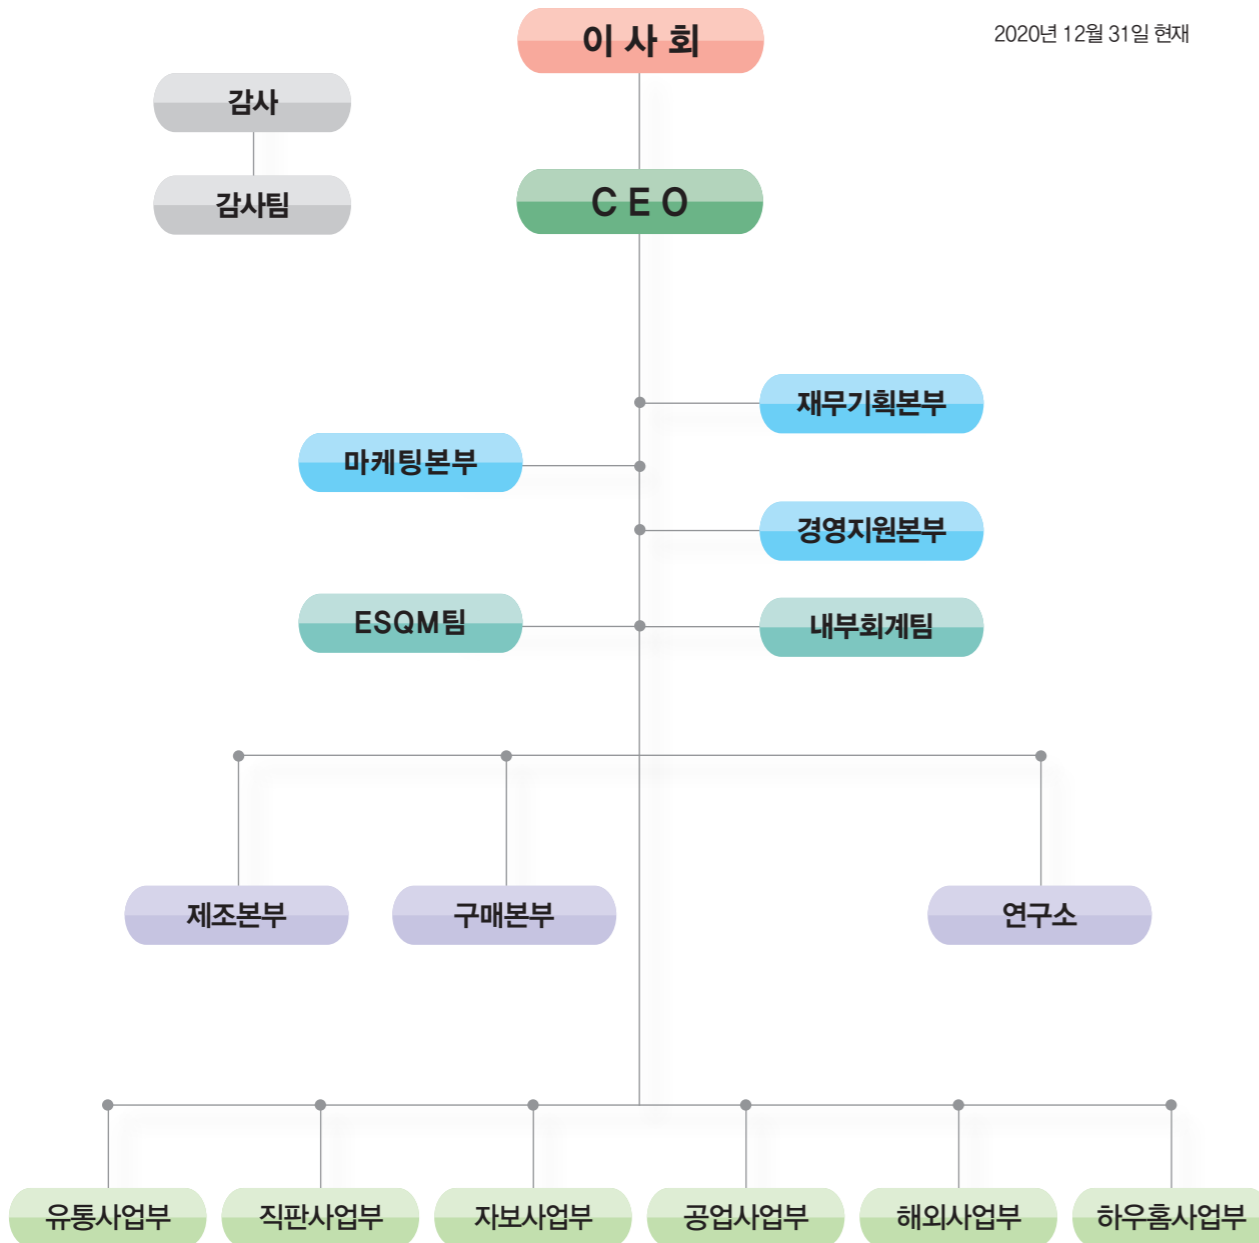 이 사 회
2020년 12월 31일 현재
감사
감사팀
C E O
재무기획본부
마케팅본부
경영지원본부
ESQM팀
내부회계팀
제조본부
구매본부
연구소
유통사업부
직판사업부
자보사업부
공업사업부
해외사업부
하우홈사업부